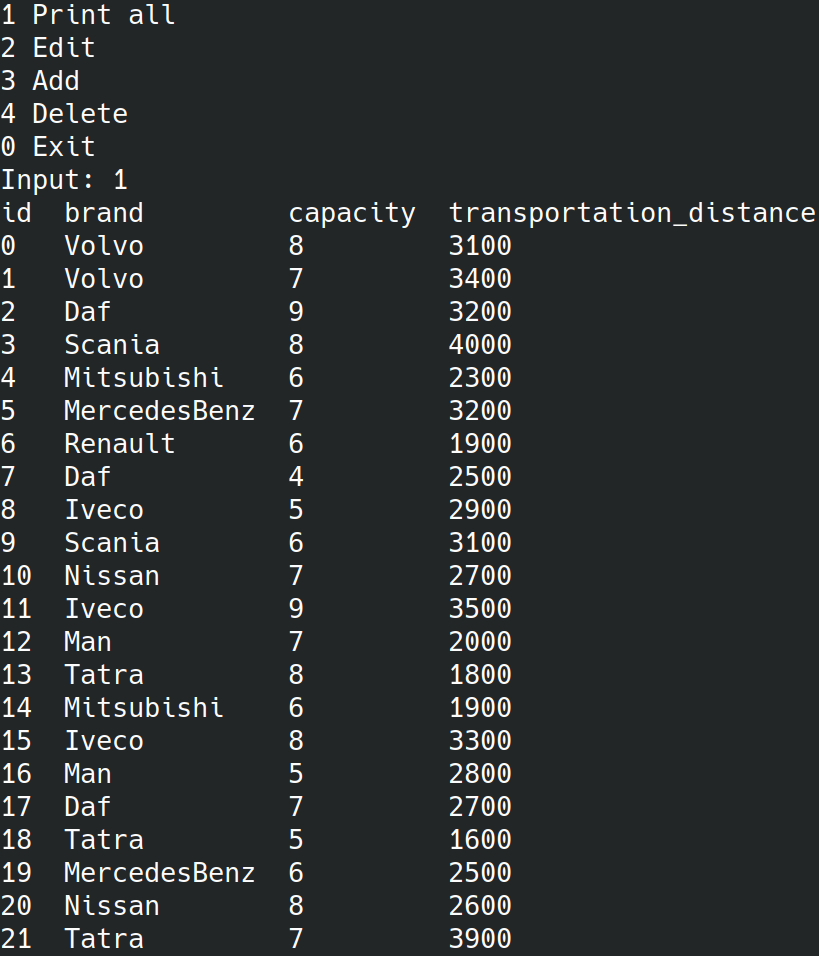 1 Print all
2 Edit
3 Add
4 Delete
0 Exit
Input: 1
id  brand         capacity  transportation_distance
0   Volvo         8         3100
1   Volvo         7         3400
2   Daf           9         3200
3   Scania        8         4000
4   Mitsubishi    6         2300
5   MercedesBenz  7         3200
6   Renault       6         1900
7   Daf           4         2500
8   Iveco         5         2900
9   Scania        6         3100
10  Nissan        7         2700
11  Iveco         9         3500
12  Man           7         2000
13  Tatra         8         1800
14  Mitsubishi    6         1900
15  Iveco         8         3300
16  Man           5         2800
17  Daf           7         2700
18  Tatra         5         1600
19  MercedesBenz  6         2500
20  Nissan        8         2600
21  Tatra         7         3900